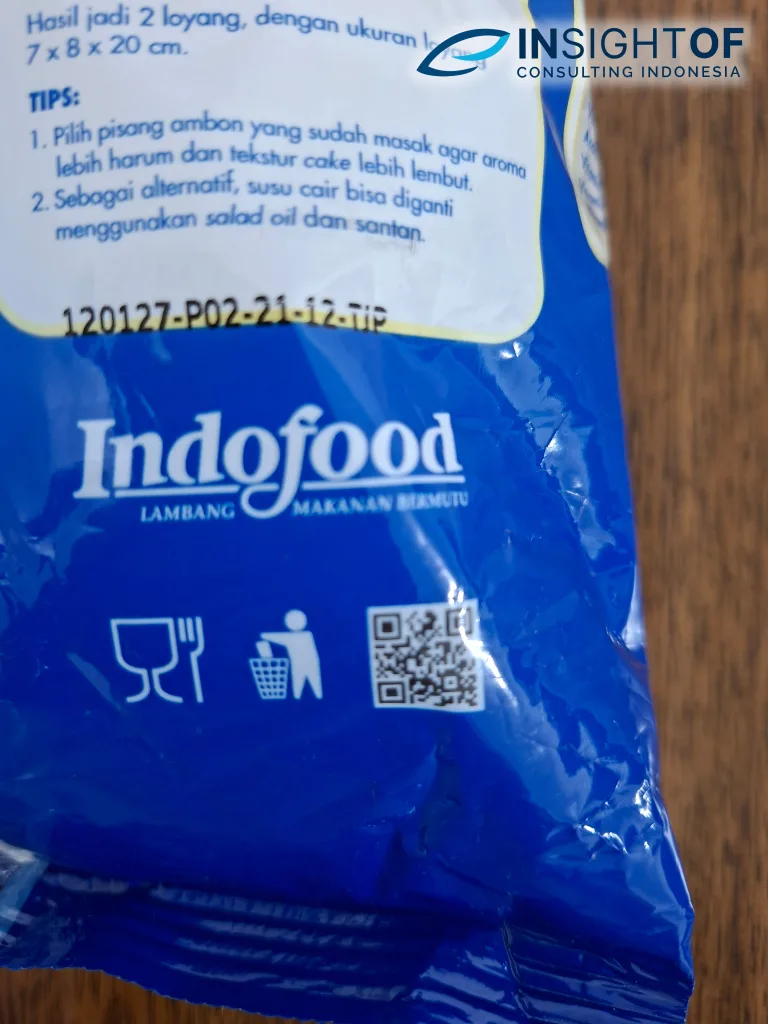 INSIGHTOF
CONSULTING INDONESIA
Hasil jadi 2 loyang, dengan ukuran loyang
7 x 8 x 20 cm.
TIPS:
1. Pilih pisang ambon yang sudah masak agar aroma
lebih harum dan tekstur cake lebih lembut.
2. Sebagai alternatif, susu cair bisa diganti
menggunakan salad oil dan santan.
120127-P02-21-12-TIP
Indofood
LAMBANG MAKANAN BERMUTU